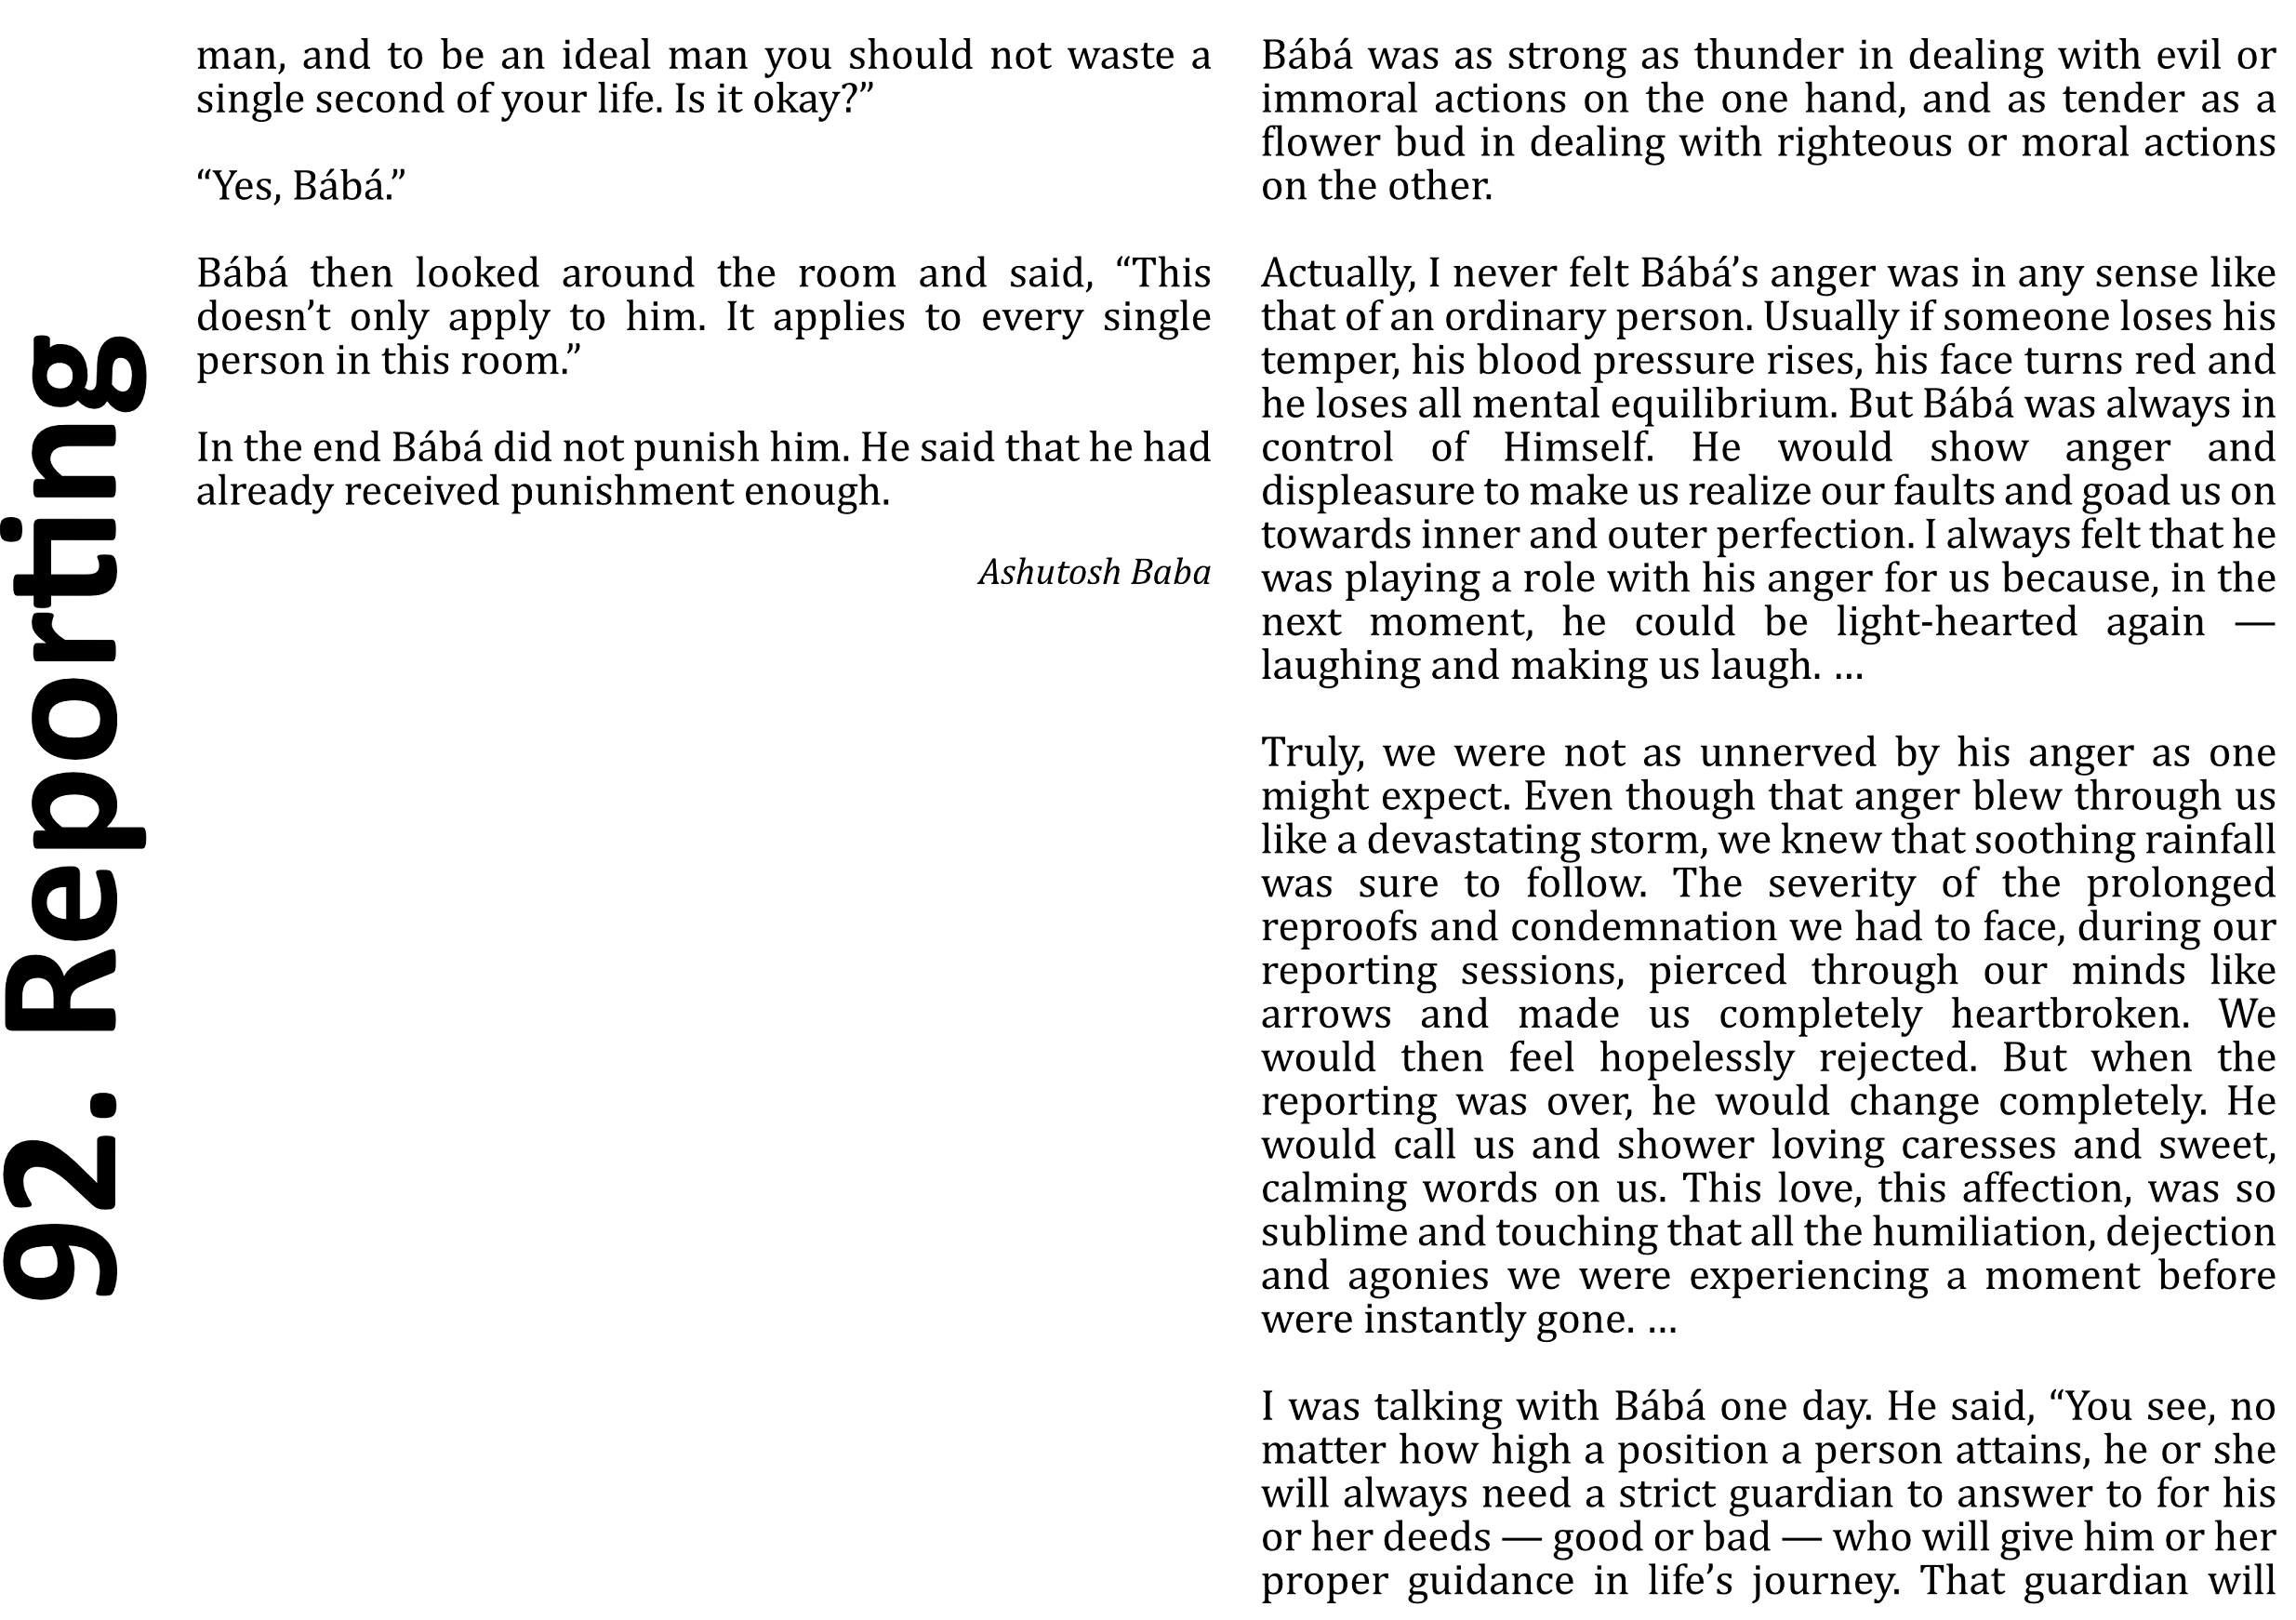 92. Reporting
man, and to be an ideal man you should not waste a
single second of your life. Is it okay?”
“Yes, Bábá.”
Bábá then looked around the room and said, “This
doesn’t only apply to him. It applies to every single
person in this room.”
In the end Bábá did not punish him. He said that he had
already received punishment enough.
Ashutosh Baba
Bábá was as strong as thunder in dealing with evil or
immoral actions on the one hand, and as tender as a
flower bud in dealing with righteous or moral actions
on the other.
Actually, I never felt Bábá’s anger was in any sense like
that of an ordinary person. Usually if someone loses his
temper, his blood pressure rises, his face turns red and
he loses all mental equilibrium. But Bábá was always in
control of Himself. He would show anger and
displeasure to make us realize our faults and goad us on
towards inner and outer perfection. I always felt that he
was playing a role with his anger for us because, in the
next moment, he could be light-hearted again —
laughing and making us laugh. ...
Truly, we were not as unnerved by his anger as one
might expect. Even though that anger blew through us
like a devastating storm, we knew that soothing rainfall
was sure to follow. The severity of the prolonged
reproofs and condemnation we had to face, during our
reporting sessions, pierced through our minds like
arrows and made us completely heartbroken. We
would then feel hopelessly rejected. But when the
reporting was over, he would change completely. He
would call us and shower loving caresses and sweet,
calming words on us. This love, this affection, was so
sublime and touching that all the humiliation, dejection
and agonies we were experiencing a moment before
were instantly gone. ...
I was talking with Bábá one day. He said, “You see, no
matter how high a position a person attains, he or she
will always need a strict guardian to answer to for his
or her deeds — good or bad — who will give him or her
proper guidance in life’s journey. That guardian will